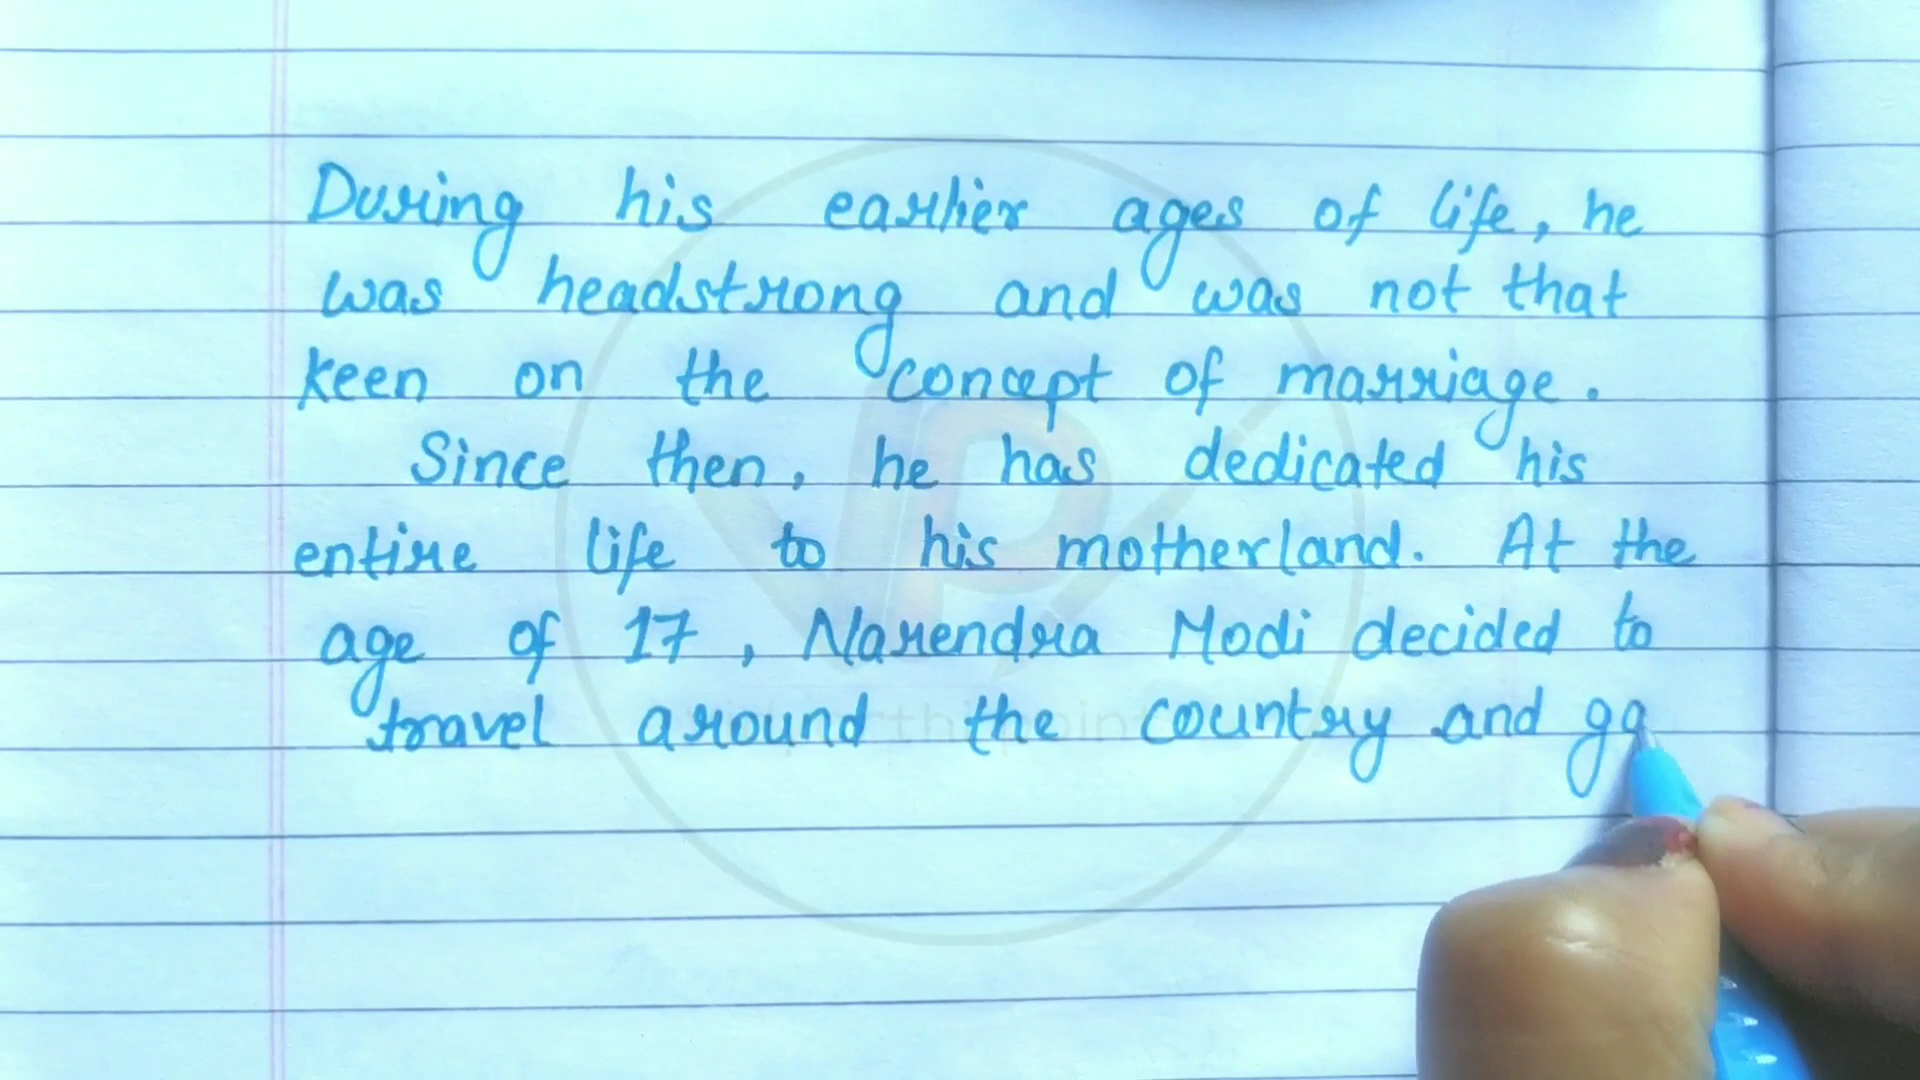 During his earlier ages of life, he
was headstrong and was not that
keen on the concept of marriage.
Since then, he has dedicated his
entire life to his motherland. At the
age of 17, Narendra Modi decided to
travel around the country and ga